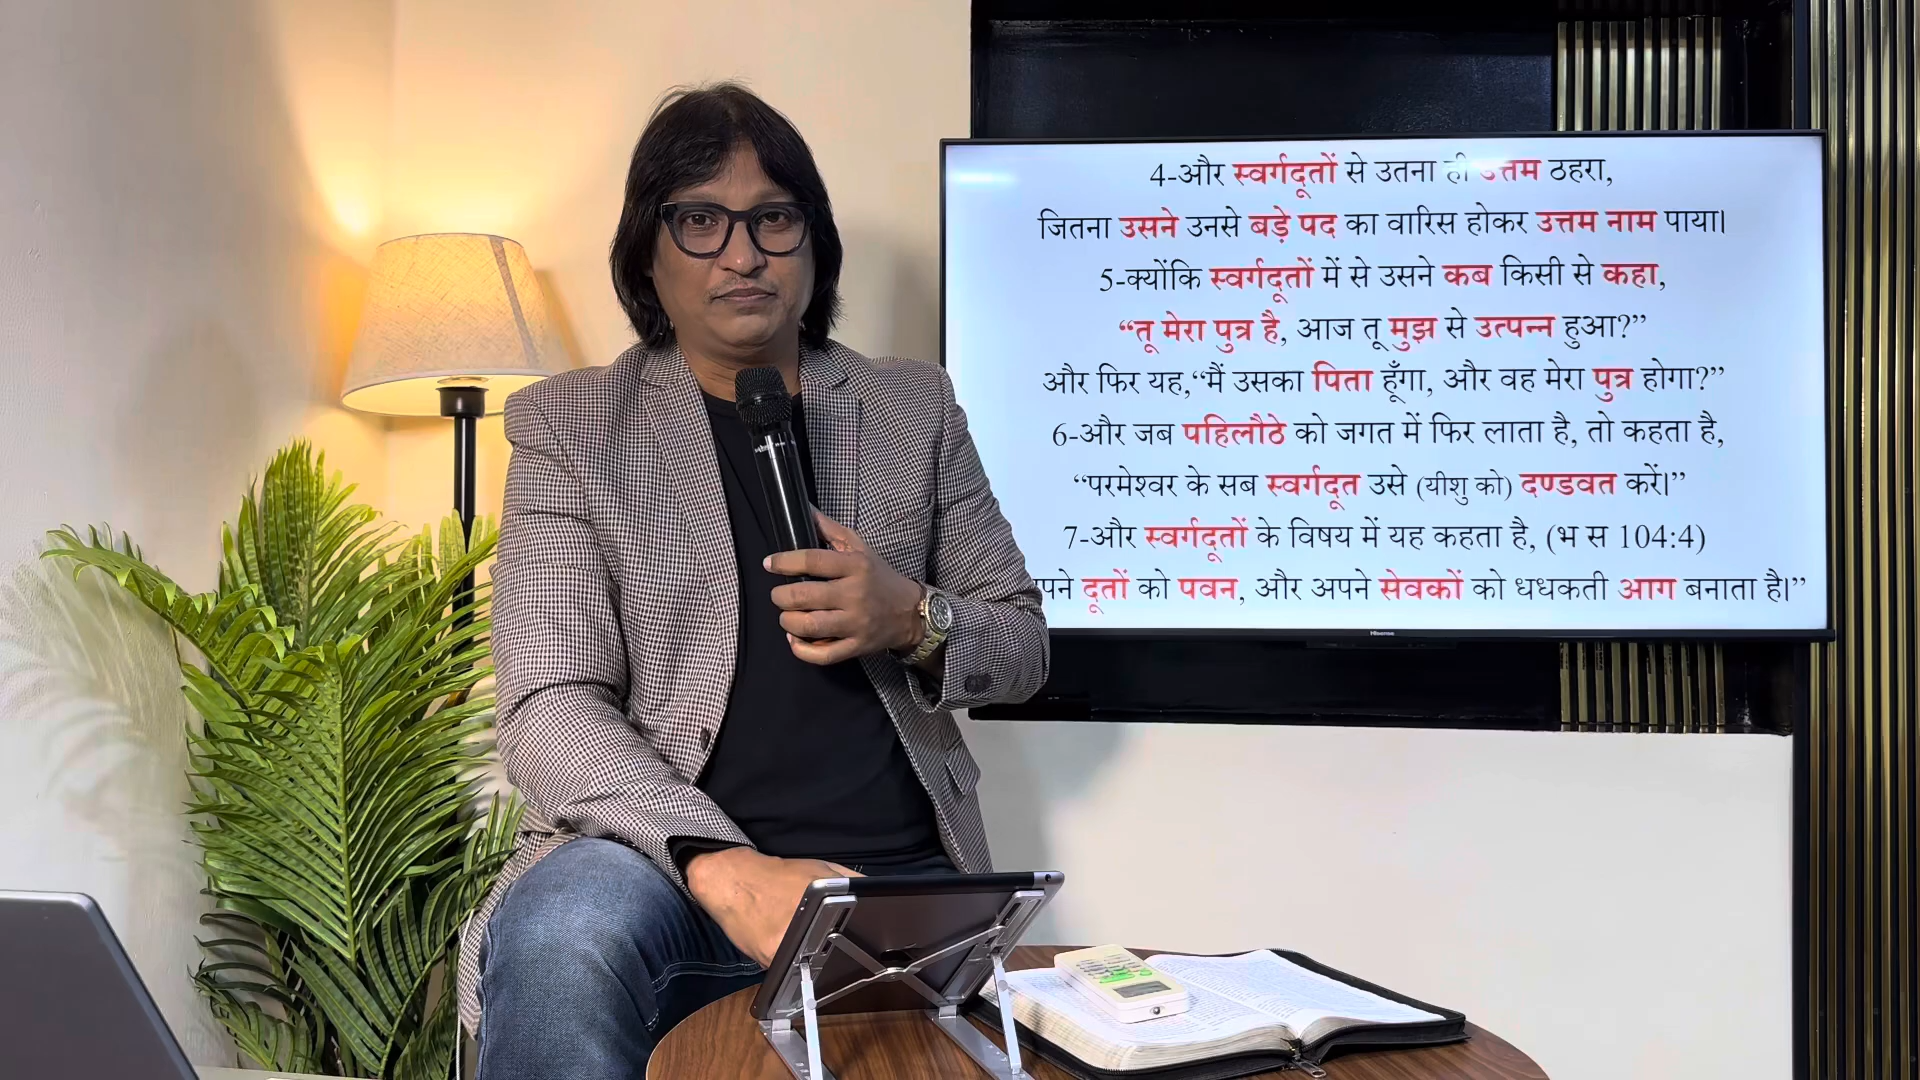 4-और स्वर्गदूतों से उतना ही उत्तम ठहरा,
जितना उसने उनसे बड़े पद का वारिस होकर उत्तम नाम पाया।
5-क्योंकि स्वर्गदूतों में से उसने कब किसी से कहा,
“तू मेरा पुत्र है, आज तू मुझ से उत्पन्न हुआ?”
और फिर यह,“मैं उसका पिता हूँगा, और वह मेरा पुत्र होगा?”
6-और जब पहिलौठे को जगत में फिर लाता है, तो कहता है,
“परमेश्वर के सब स्वर्गदूत उसे (यीशु को) दण्डवत करें।”
7-और स्वर्गदूतों के विषय में यह कहता है, (भ स 104:4)
दूतों को पवन, और अपने सेवकों को धधकती आग बनाता है।”
Hisense